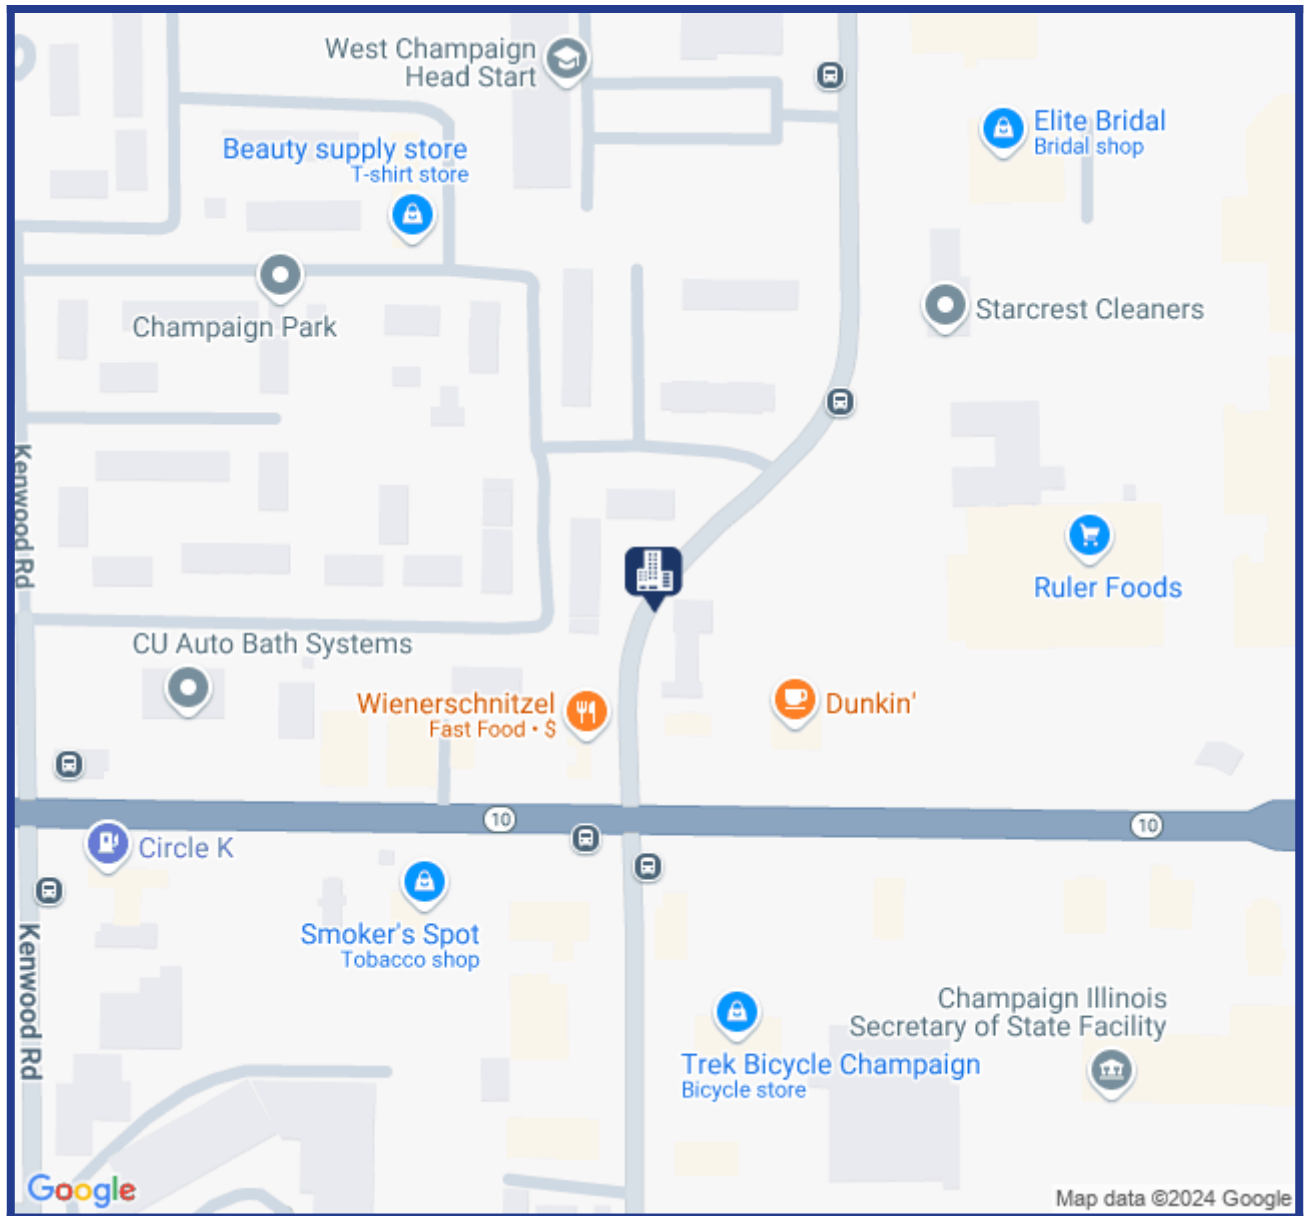 West Champaign
Head Start
Beauty supply store
T-shirt store
Elite Bridal
Bridal shop
Champaign Park
Starcrest Cleaners
Kenwood Rd
Ruler Foods
CU Auto Bath Systems
Wienerschnitzel
Fast Food • $
Dunkin'
10
10
Circle K
Smoker's Spot
Tobacco shop
Kenwood Rd
Champaign Illinois
Secretary of State Facility
Trek Bicycle Champaign
Bicycle store
Google
Map data ©2024 Google